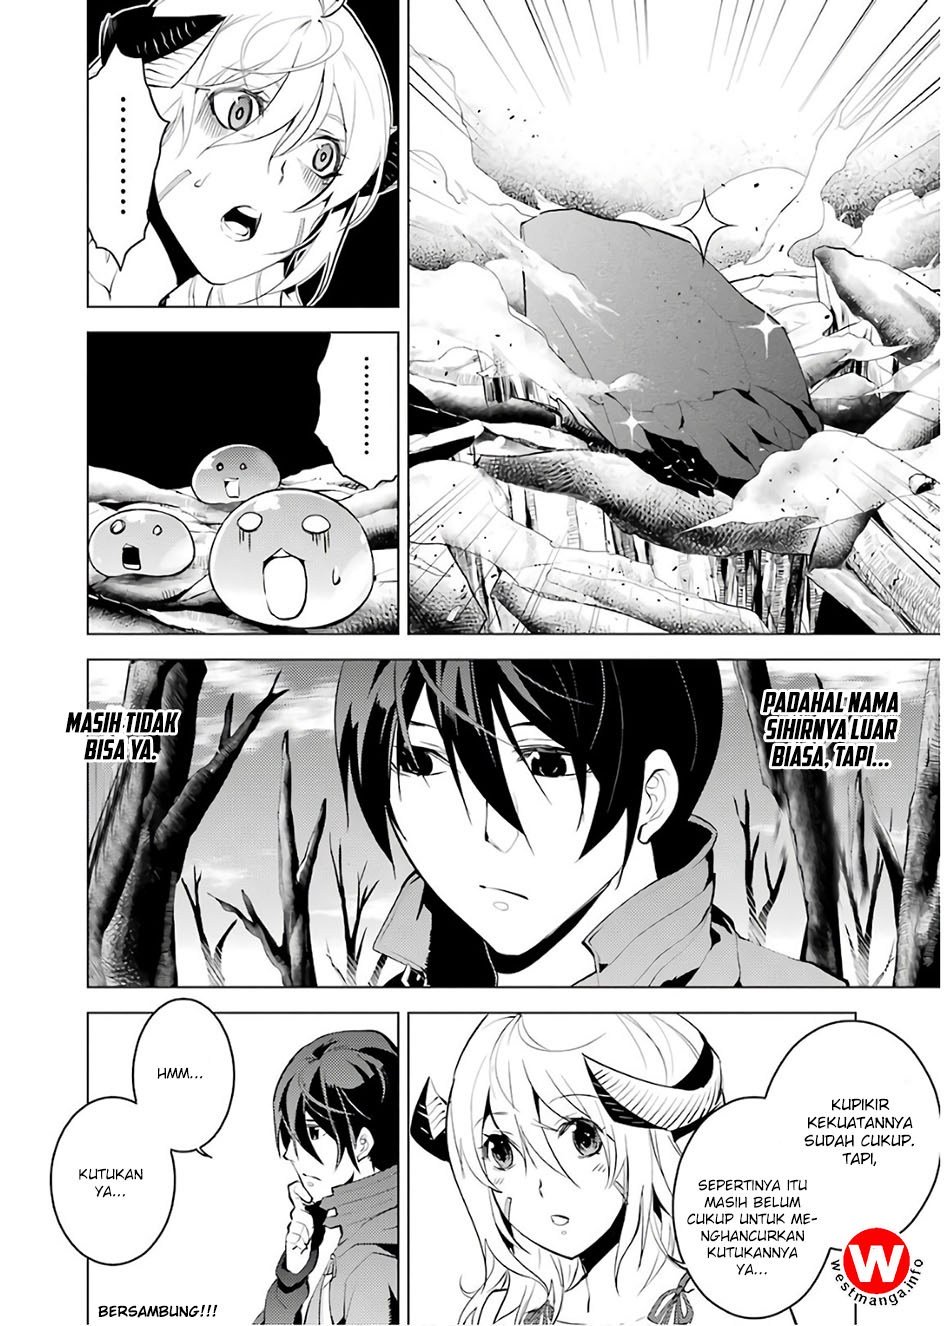 PADAHAL NAMA
SIHIRNYA LUAR
BIASA, TAPI...
MASIH TIDAK
BISA YA.
KUPIKIR
KEKUATANNYA
SUDAH CUKUP.
TAPI,
SEPERTINYA ITU
MASIH BELUM
CUKUP UNTUK ME-
NGHANCURKAN
KUTUKANNYA
YA...
HMM...
KUTUKAN
YA...
BERSAMBUNG!!!
W
westmanga.info